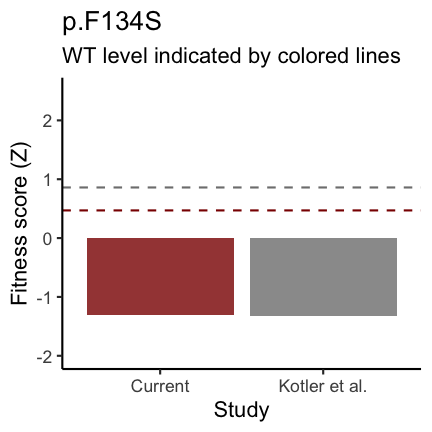 p.F134S
WT level indicated by colored lines
Fitness score (Z)
2
1
0
-1
-2
Current
Kotler et al.
Study